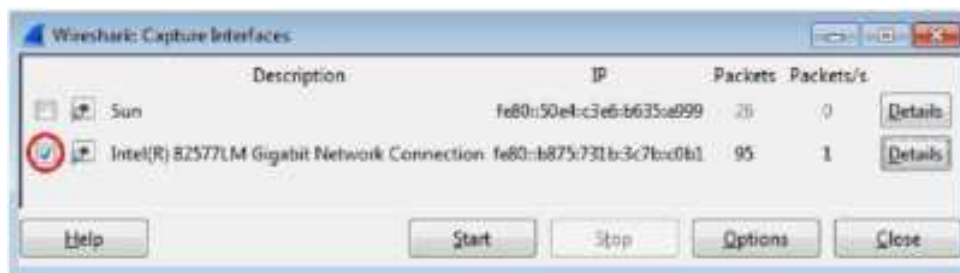 Wireshark: Capture Interfaces
Description IP Packets Packets/s
Sun fe80::50e4:c3e6:b635:a999 26 0 Details
Intel(R) 82577LM Gigabit Network Connection fe80::b875:731b:3c7b:c0b1 95 1 Details
Help Start Stop Options Close